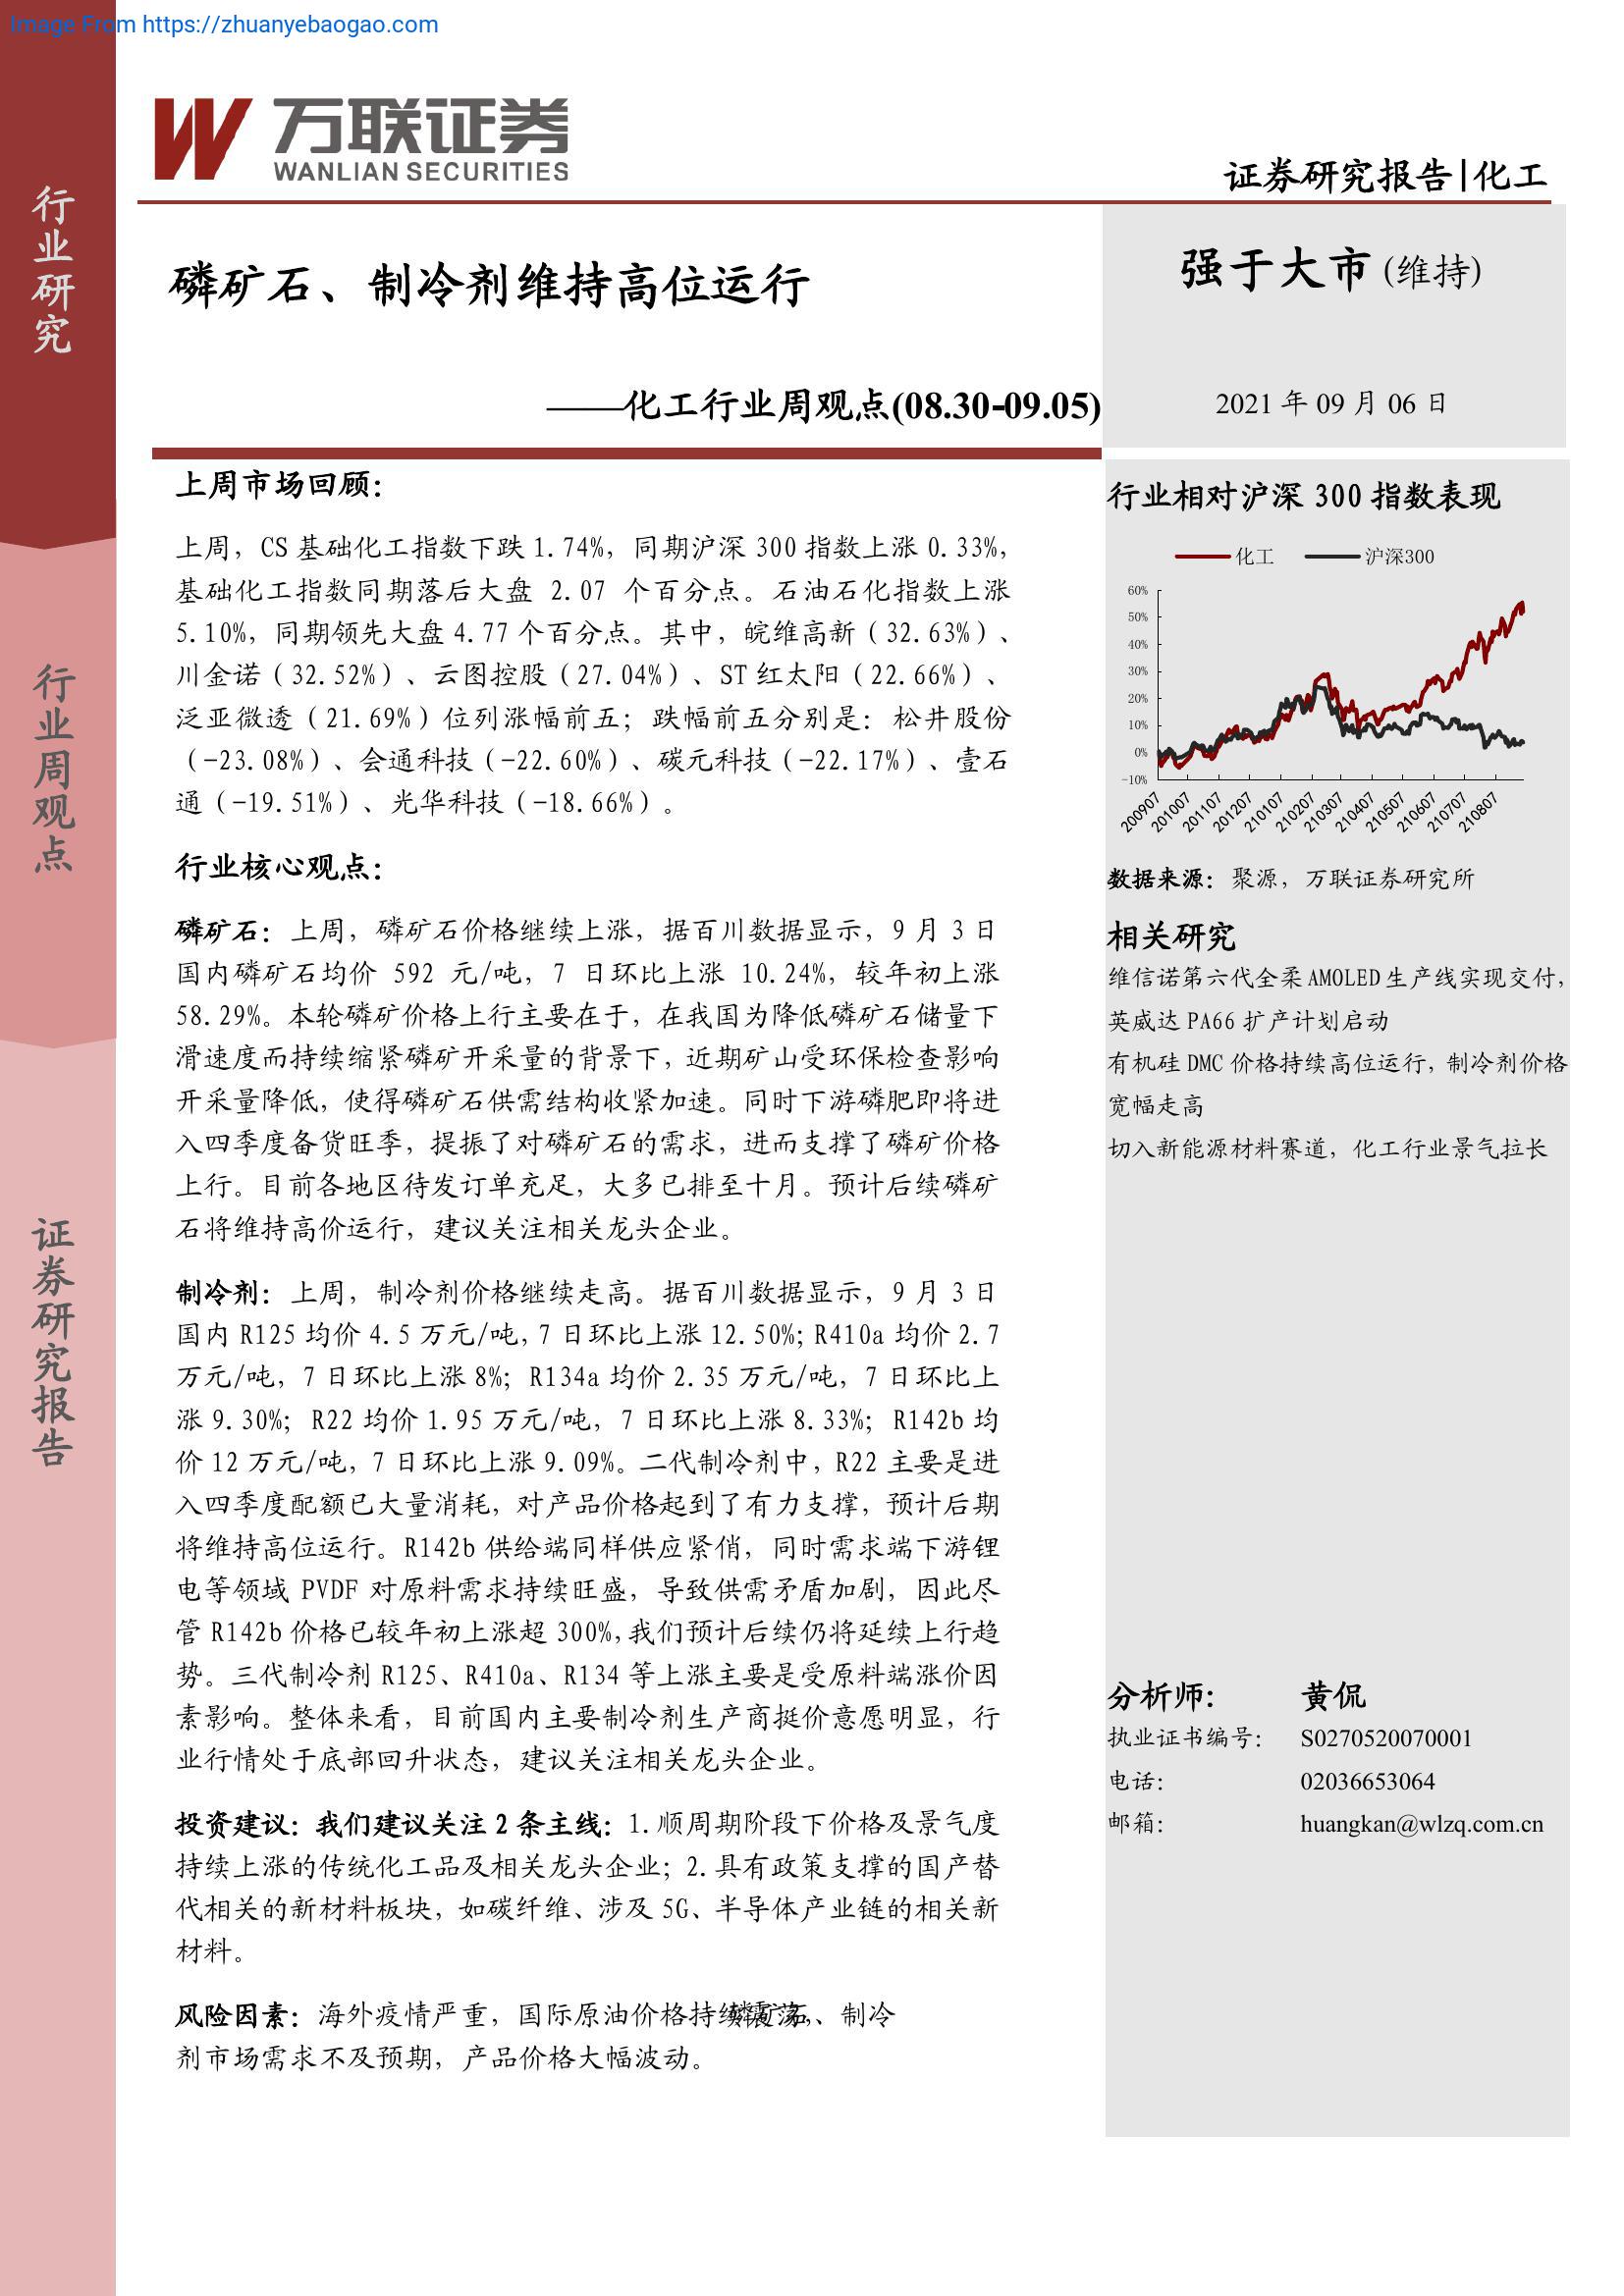 Image From https://zhuanyebaogao.com
万联证券
WANLIAN SECURITIES
证券研究报告|化工
行业研究
行业周观点
证券研究报告
磷矿石、制冷剂维持高位运行
强于大市(维持)
——化工行业周观点(08.30-09.05)
2021 年 09 月 06 日
上周市场回顾：
上周，CS 基础化工指数下跌 1.74%，同期沪深 300 指数上涨 0.33%，
基础化工指数同期落后大盘 2.07 个百分点。石油石化指数上涨
5.10%，同期领先大盘 4.77 个百分点。其中，皖维高新（32.63%）、
川金诺（32.52%）、云图控股（27.04%）、ST 红太阳（22.66%）、
泛亚微透（21.69%）位列涨幅前五；跌幅前五分别是：松井股份
（-23.08%）、会通科技（-22.60%）、碳元科技（-22.17%）、壹石
通（-19.51%）、光华科技（-18.66%）。
行业核心观点：
磷矿石：上周，磷矿石价格继续上涨，据百川数据显示，9 月 3 日
国内磷矿石均价 592 元/吨，7 日环比上涨 10.24%，较年初上涨
58.29%。本轮磷矿价格上行主要在于，在我国为降低磷矿石储量下
滑速度而持续缩紧磷矿开采量的背景下，近期矿山受环保检查影响
开采量降低，使得磷矿石供需结构收紧加速。同时下游磷肥即将进
入四季度备货旺季，提振了对磷矿石的需求，进而支撑了磷矿价格
上行。目前各地区待发订单充足，大多已排至十月。预计后续磷矿
石将维持高价运行，建议关注相关龙头企业。
制冷剂：上周，制冷剂价格继续走高。据百川数据显示，9 月 3 日
国内 R125 均价 4.5 万元/吨，7 日环比上涨 12.50%；R410a 均价 2.7
万元/吨，7 日环比上涨 8%；R134a 均价 2.35 万元/吨，7 日环比上
涨 9.30%；R22 均价 1.95 万元/吨，7 日环比上涨 8.33%；R142b 均
价 12 万元/吨，7 日环比上涨 9.09%。二代制冷剂中，R22 主要是进
入四季度配额已大量消耗，对产品价格起到了有力支撑，预计后期
将维持高位运行。R142b 供给端同样供应紧俏，同时需求端下游锂
电等领域 PVDF 对原料需求持续旺盛，导致供需矛盾加剧，因此尽
管 R142b 价格已较年初上涨超 300%，我们预计后续仍将延续上行趋
势。三代制冷剂 R125、R410a、R134 等上涨主要是受原料端涨价因
素影响。整体来看，目前国内主要制冷剂生产商挺价意愿明显，行
业行情处于底部回升状态，建议关注相关龙头企业。
投资建议：我们建议关注 2 条主线：1.顺周期阶段下价格及景气度
持续上涨的传统化工品及相关龙头企业；2.具有政策支撑的国产替
代相关的新材料板块，如碳纤维、涉及 5G、半导体产业链的相关新
材料。
风险因素：海外疫情严重，国际原油价格持续震荡，磷矿石、制冷
剂市场需求不及预期，产品价格大幅波动。
行业相对沪深 300 指数表现
化工 沪深300
60%
50%
40%
30%
20%
10%
0%
-10%
200907 201007 201107 201207 210107 210207 210307 210407 210507 210607 210707 210807
数据来源：聚源，万联证券研究所
相关研究
维信诺第六代全柔 AMOLED 生产线实现交付，
英威达 PA66 扩产计划启动
有机硅 DMC 价格持续高位运行，制冷剂价格
宽幅走高
切入新能源材料赛道，化工行业景气拉长
分析师： 黄侃
执业证书编号： S0270520070001
电话： 02036653064
邮箱： huangkan@wlzq.com.cn